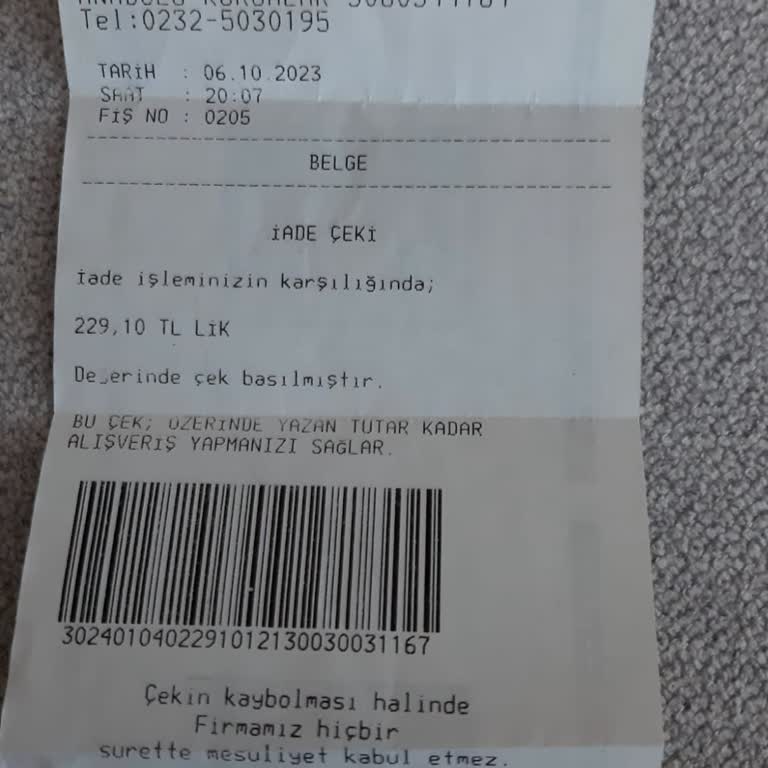 Tel:0232-5030195
TARİH : 06.10.2023
SAAT : 20:07
FİŞ NO : 0205
BELGE
İADE ÇEKİ
İade işleminizin karşılığında;
229,10 TL LİK
Değerinde çek basılmıştır.
BU ÇEK; ÜZERİNDE YAZAN TUTAR KADAR
ALIŞVERİŞ YAPMANIZI SAĞLAR.
3024010402291012130030031167
Çekin kaybolması halinde
Firmamız hiçbir
surette mesuliyet kabul etmez.